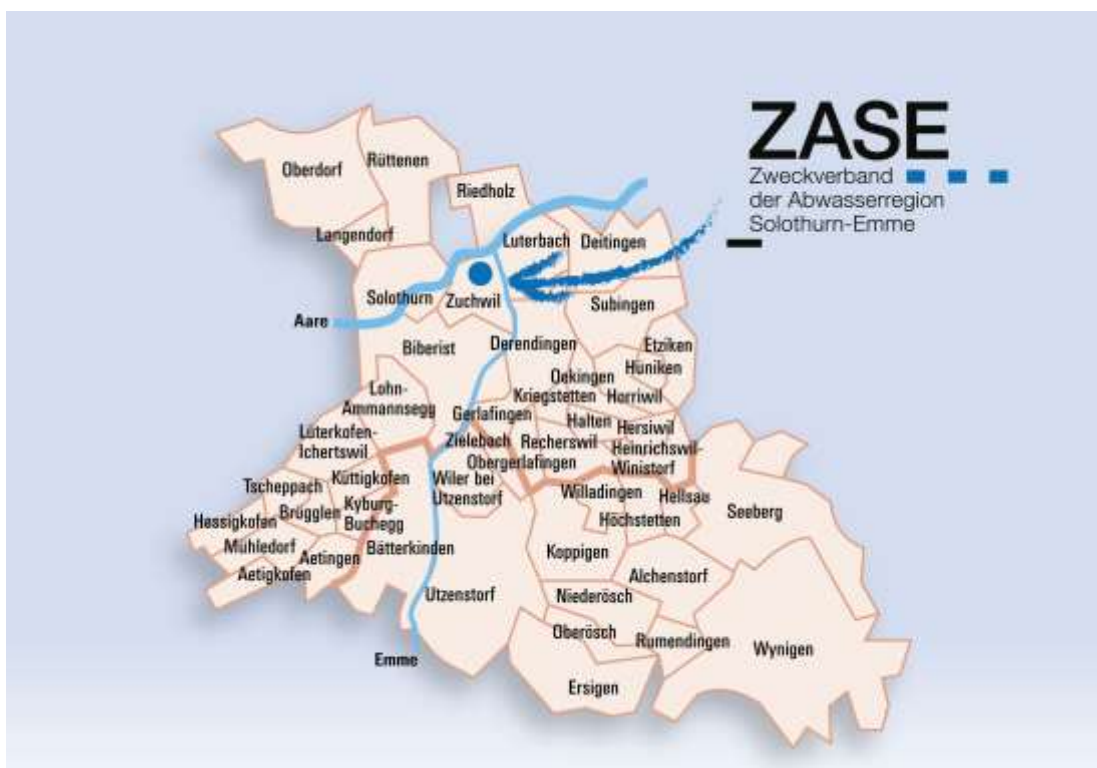 ZASE
Zweckverband
der Abwasserregion
Solothurn-Emme
Oberdorf
Rüttenen
Riedholz
Langendorf
Luterbach
Deitingen
Solothurn
Zuchwil
Subingen
Aare
Biberist
Derendingen
Etziken
Hüniken
Oekingen
Kriegstetten
Horriwil
Lohn-
Ammannsegg
Gerlafingen
Halten
Hersiwil
Lüterkofen-
Ichertswil
Zielebach
Recherswil
Heinrichswil-
Winistorf
Obergerlafingen
Küttigkofen
Wiler bei
Utzenstorf
Tscheppach
Willadingen
Hellsau
Kyburg-
Buchegg
Brügglen
Höchstetten
Seeberg
Hessigkofen
Mühledorf
Aetingen
Bätterkinden
Koppigen
Aetigkofen
Alchenstorf
Utzenstorf
Niederösch
Oberösch
Rumendingen
Wynigen
Emme
Ersigen